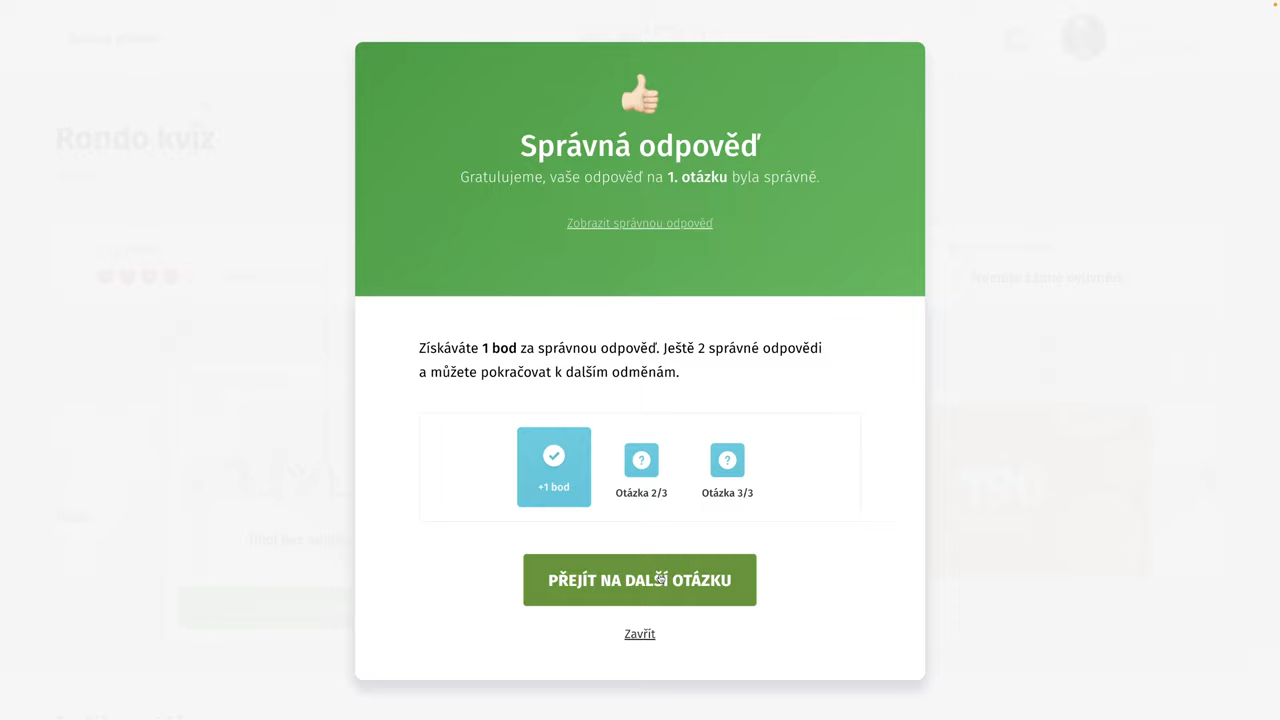 Rondo kvíz
Správná odpověď
Gratulujeme, vaše odpověď na 1. otázku byla správně.
Zobrazit správnou odpověď
Získáváte 1 bod za správnou odpověď. Ještě 2 správné odpovědi
a můžete pokračovat k dalším odměnám.
+1 bod
Otázka 2/3
Otázka 3/3
PŘEJÍT NA DALŠÍ OTÁZKU
Zavřít